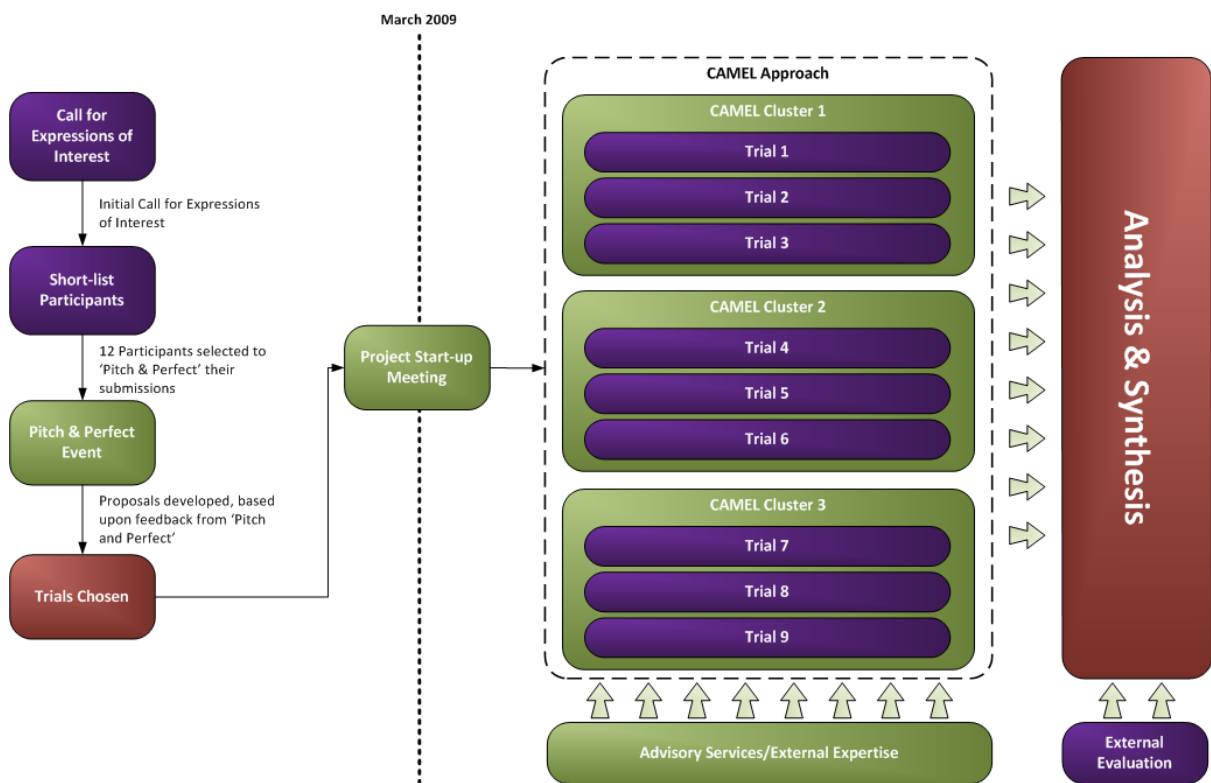 March 2009
Call for
Expressions of
Interest
Initial Call for Expressions
of Interest
Short-list
Participants
12 Participants selected to
‘Pitch & Perfect’ their
submissions
Pitch & Perfect
Event
Proposals developed, based
upon feedback from ‘Pitch
and Perfect’
Trials Chosen
Project Start-up
Meeting
CAMEL Approach
CAMEL Cluster 1
Trial 1
Trial 2
Trial 3
CAMEL Cluster 2
Trial 4
Trial 5
Trial 6
CAMEL Cluster 3
Trial 7
Trial 8
Trial 9
Advisory Services/External Expertise
Analysis & Synthesis
External
Evaluation